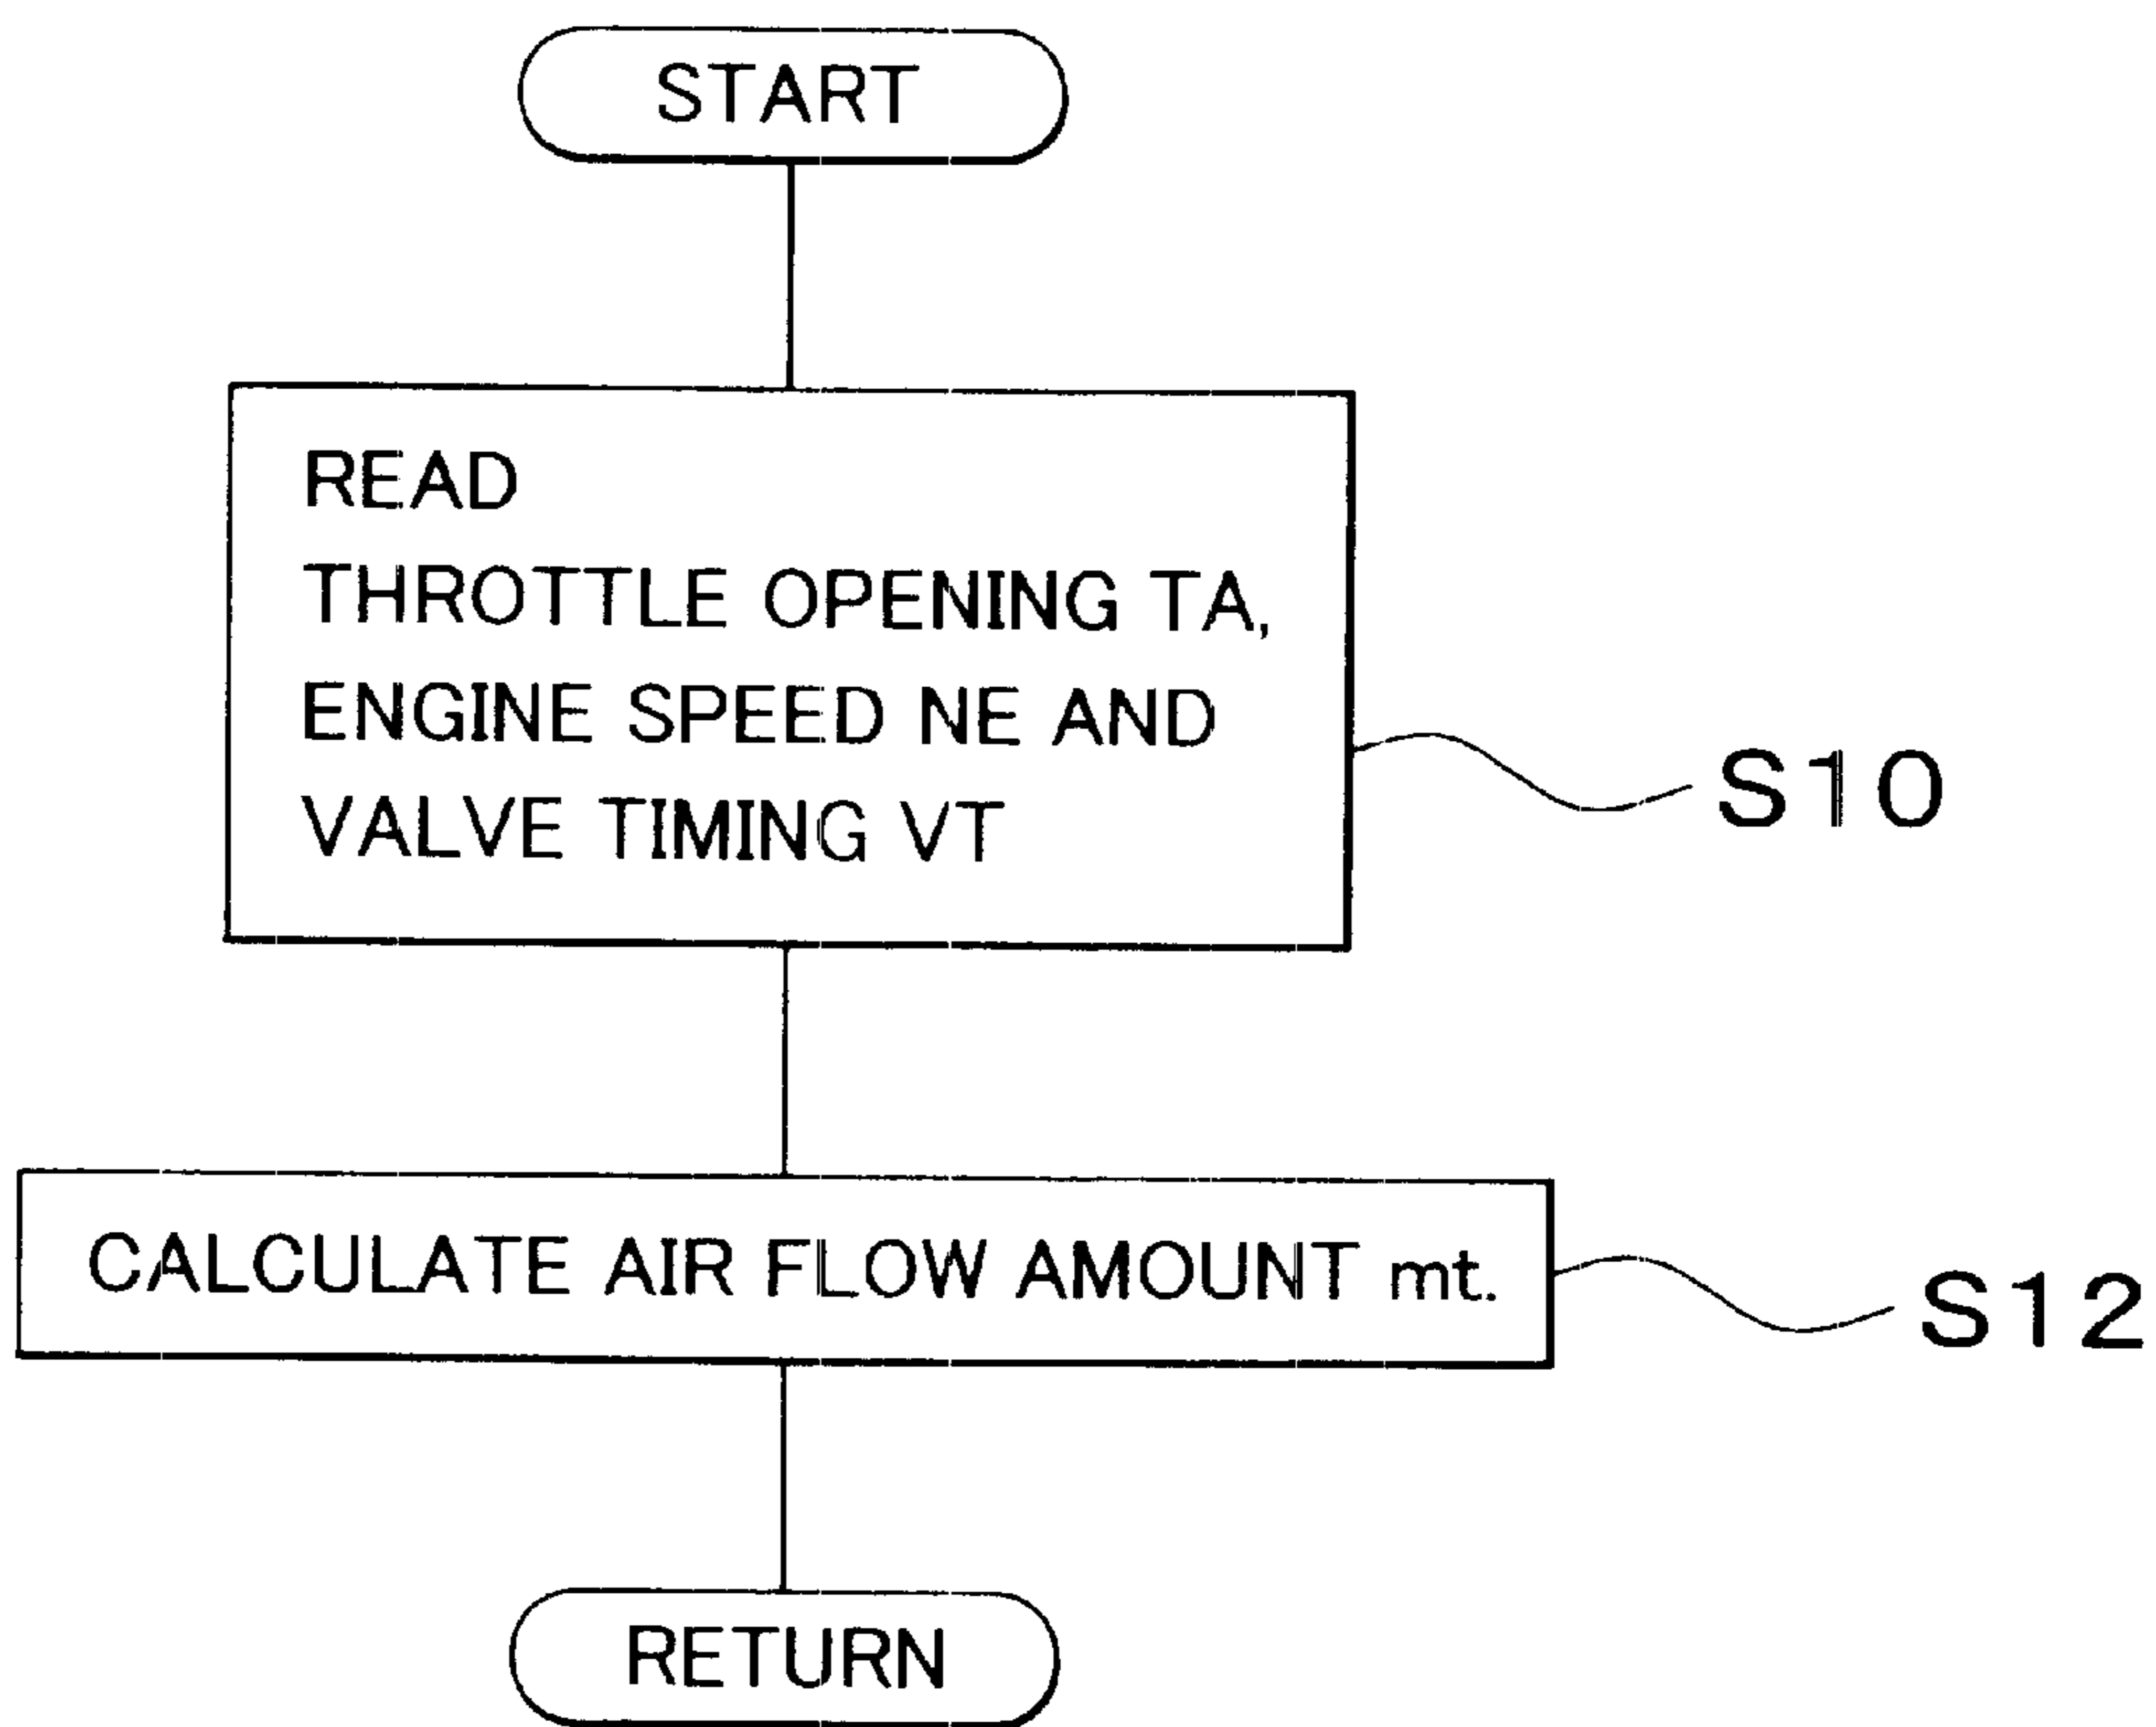 START
READ
THROTTLE OPENING TA,
ENGINE SPEED NE AND
VALVE TIMING VT
S10
CALCULATE AIR FLOW AMOUNT mt.
S12
RETURN